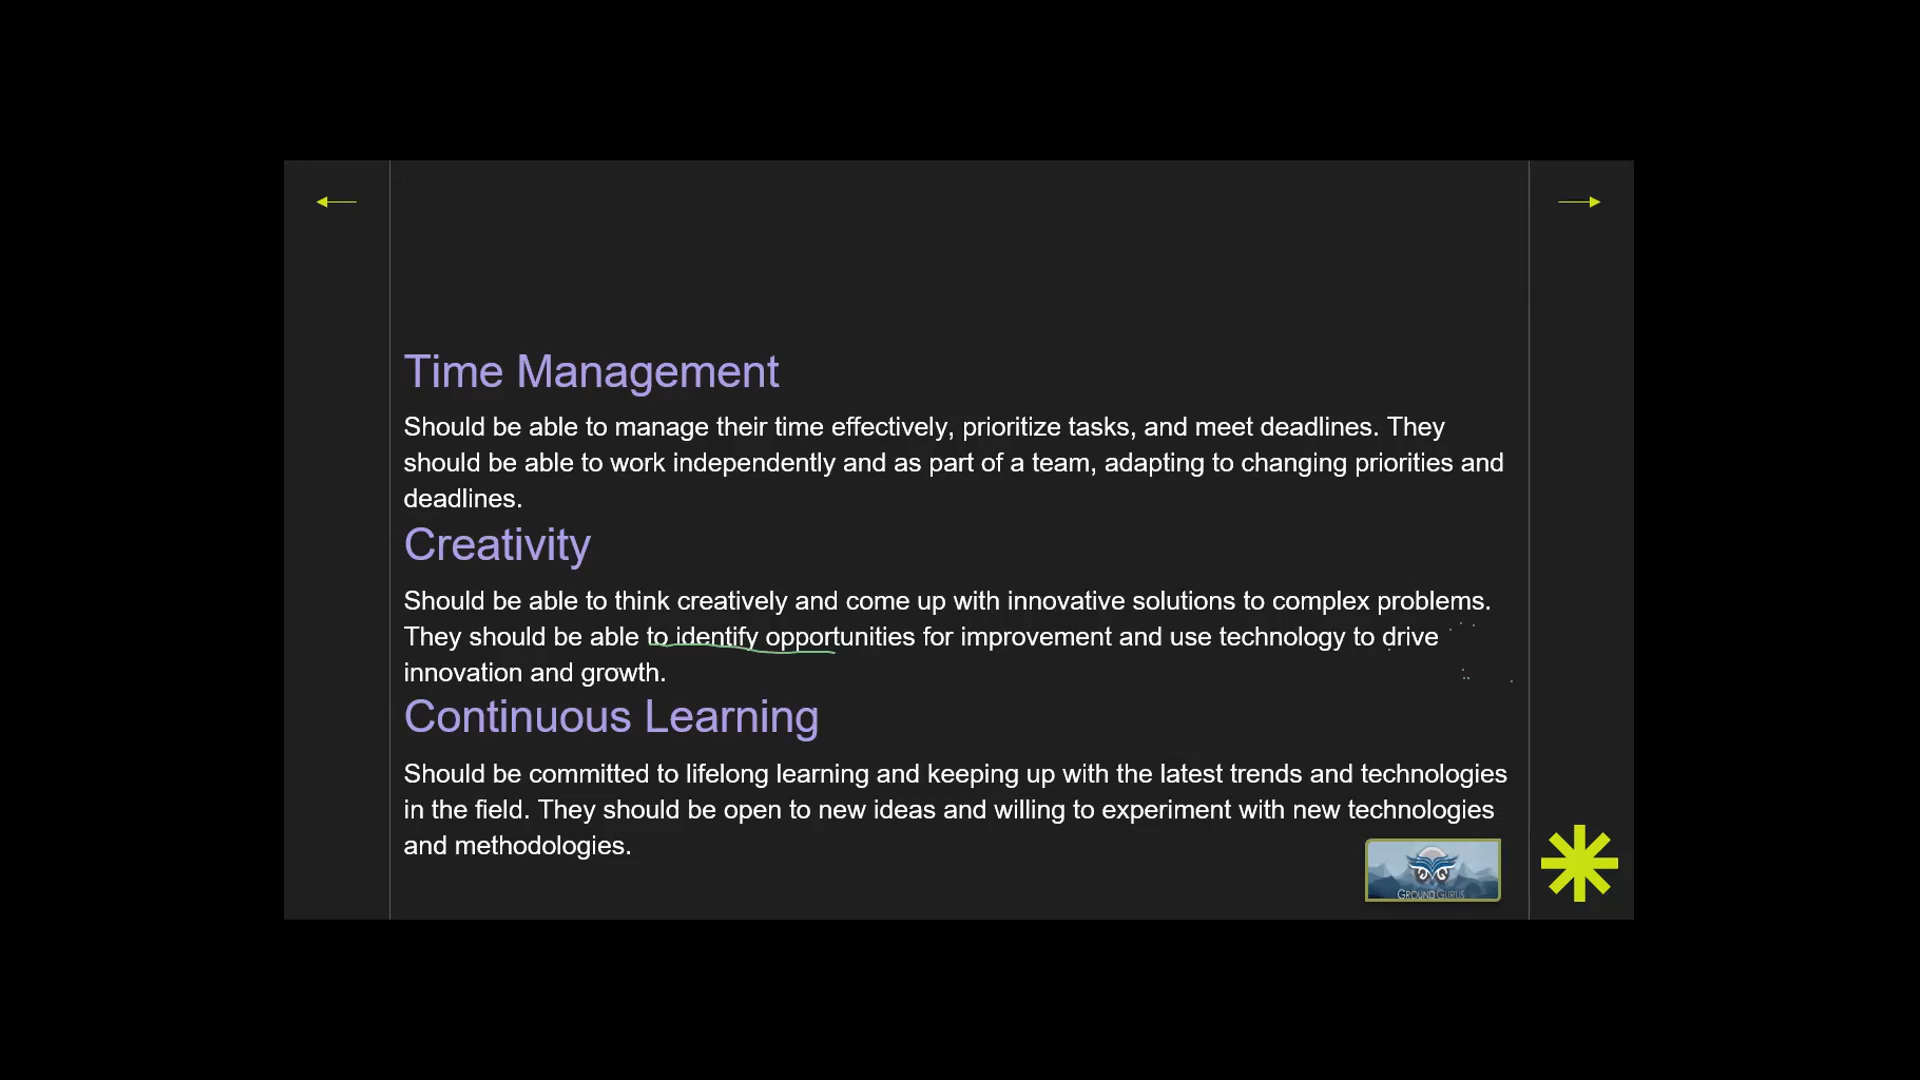 Time Management
Should be able to manage their time effectively, prioritize tasks, and meet deadlines. They
should be able to work independently and as part of a team, adapting to changing priorities and
deadlines.
Creativity
Should be able to think creatively and come up with innovative solutions to complex problems.
They should be able to identify opportunities for improvement and use technology to drive
innovation and growth.
Continuous Learning
Should be committed to lifelong learning and keeping up with the latest trends and technologies
in the field. They should be open to new ideas and willing to experiment with new technologies
and methodologies.
GROUND GURUS